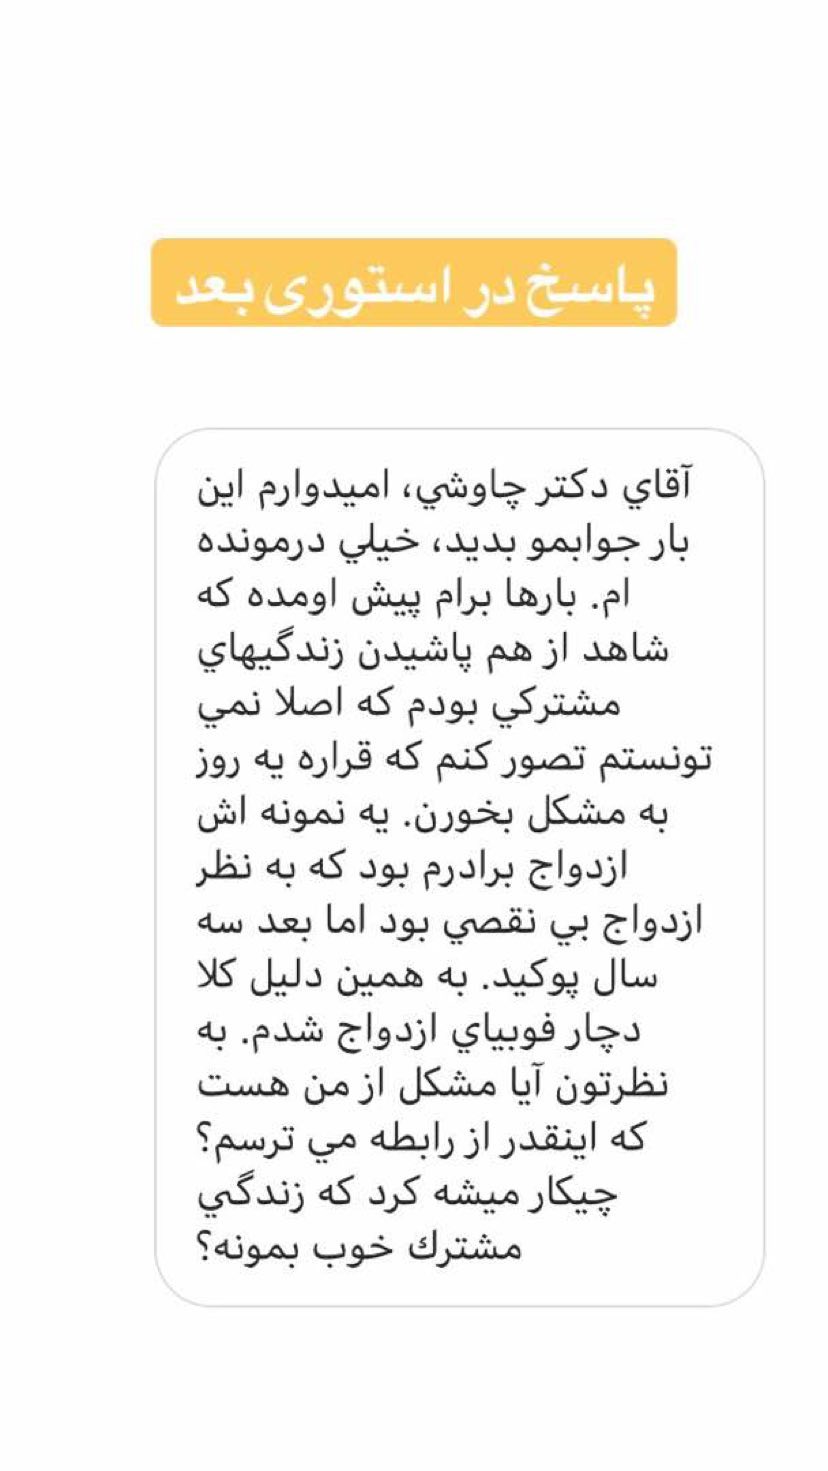 پاسخ در استوری بعد
آقاي دكتر چاوشي، اميدوارم اين
بار جوابمو بديد، خيلي درمونده
ام. بارها برام پيش اومده كه
شاهد از هم پاشيدن زندگيهاي
مشتركي بودم كه اصلا نمي
تونستم تصور كنم كه قراره يه روز
به مشكل بخورن. يه نمونه اش
ازدواج برادرم بود كه به نظر
ازدواج بي نقصي بود اما بعد سه
سال پوكيد. به همين دليل كلا
دچار فوبياي ازدواج شدم. به
نظرتون آيا مشكل از من هست
كه اينقدر از رابطه مي ترسم؟
چيكار ميشه كرد كه زندگي
مشترك خوب بمونه؟